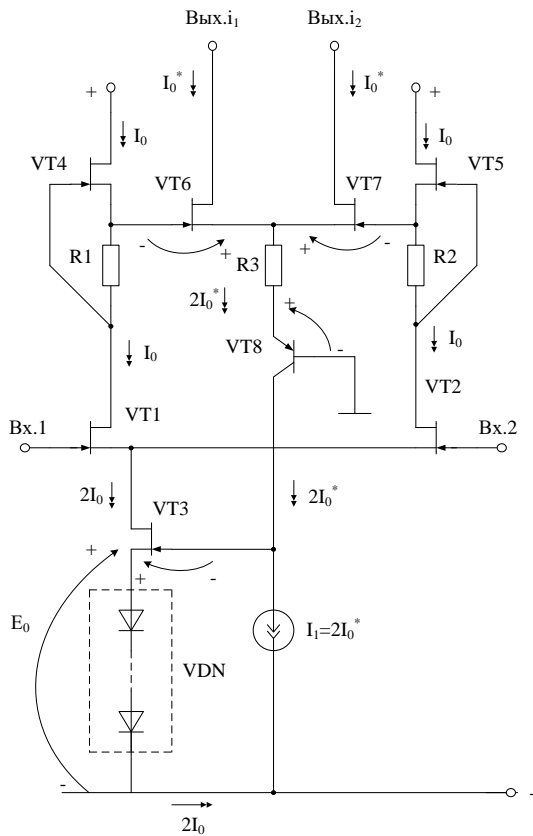 Вых.i1 Вых.i2
+ I0* I0* +
I0 I0
VT4 VT6 VT7 VT5
- + + -
R1 R3 R2
2I0* +
I0 VT8 - I0
VT1 VT2
Вх.1 Вх.2
2I0 VT3 2I0*
+ + -
E0
I1=2I0*
VDN
- -
2I0